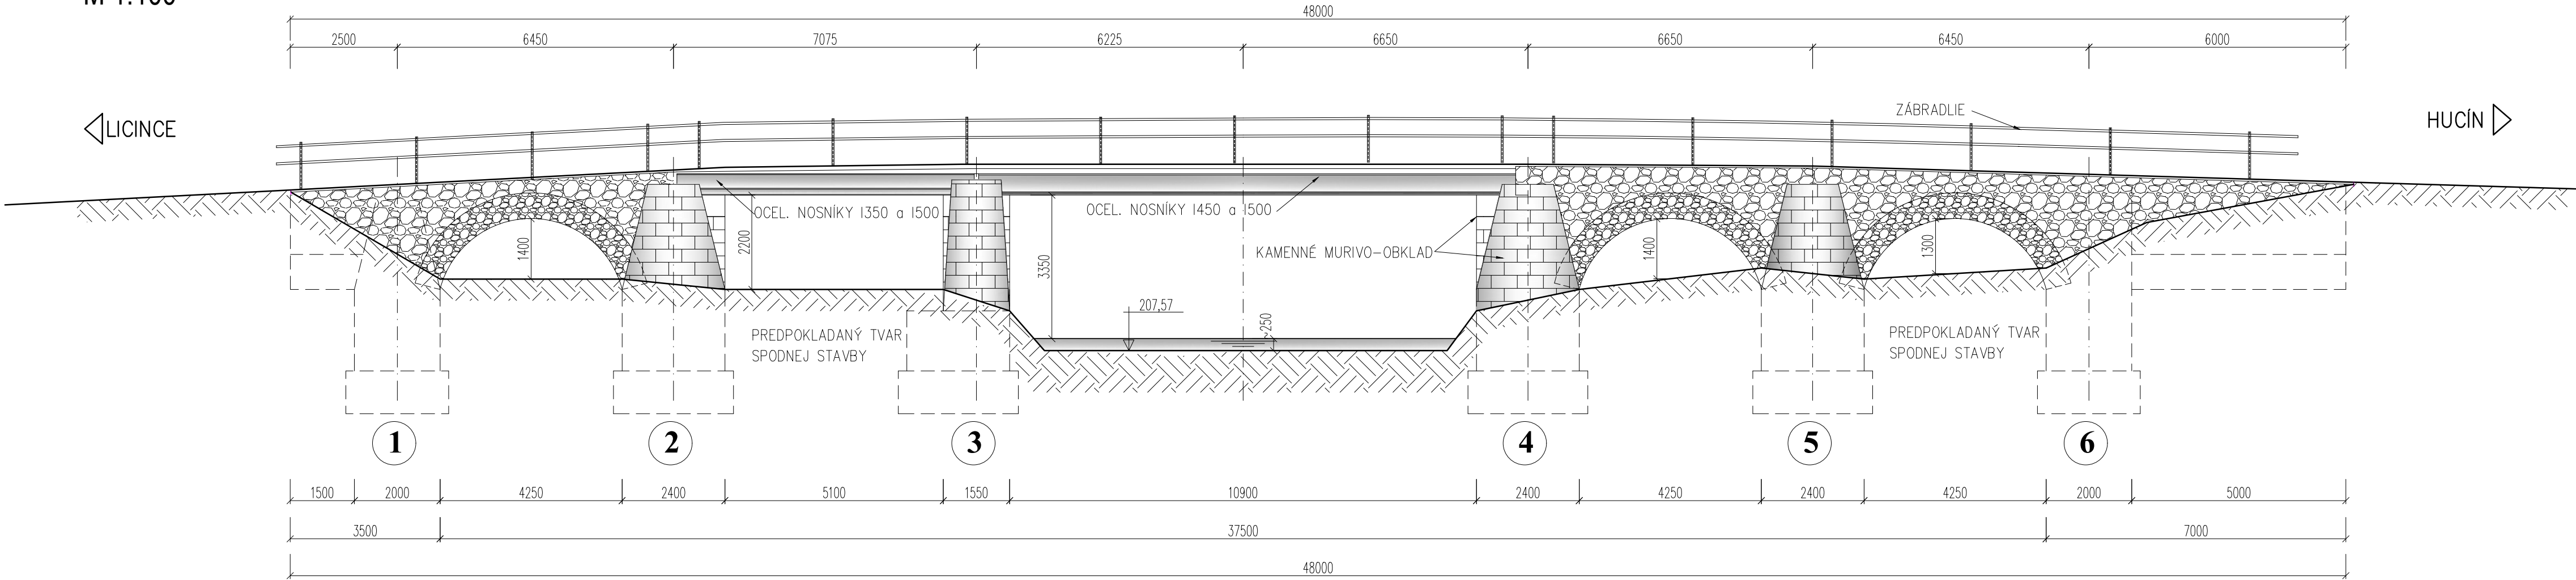 48000
2500 6450 7075 6225 6650 6650 6450 6000
LICINCE
ZÁBRADLIE
HUCÍN
OCEL. NOSNÍKY I350 a I500
OCEL. NOSNÍKY I450 a I500
KAMENNÉ MURIVO-OBKLAD
1400
2200
3350
1400
1300
207,57
~250
PREDPOKLADANÝ TVAR
SPODNEJ STAVBY
PREDPOKLADANÝ TVAR
SPODNEJ STAVBY
1 2 3 4 5 6
1500 2000 4250 2400 5100 1550 10900 2400 4250 2400 4250 2000 5000
3500 37500 7000
48000